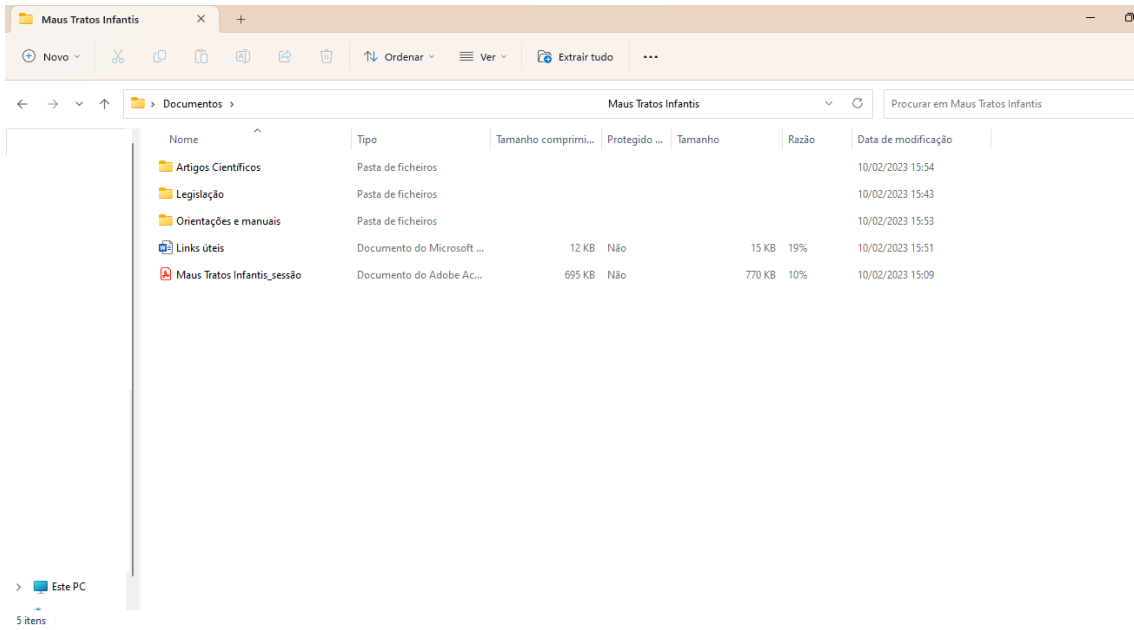 Maus Tratos Infantis
Novo Ordenar Ver Extrair tudo ...
Documentos > Maus Tratos Infantis Procurar em Maus Tratos Infantis
Nome Tipo Tamanho comprimi... Protegido ... Tamanho Razão Data de modificação
Artigos Científicos Pasta de ficheiros 10/02/2023 15:54
Legislação Pasta de ficheiros 10/02/2023 15:43
Orientações e manuais Pasta de ficheiros 10/02/2023 15:53
Links úteis Documento do Microsoft ... 12 KB Não 15 KB 19% 10/02/2023 15:51
Maus Tratos Infantis_sessão Documento do Adobe Ac... 695 KB Não 770 KB 10% 10/02/2023 15:09
Este PC
5 itens